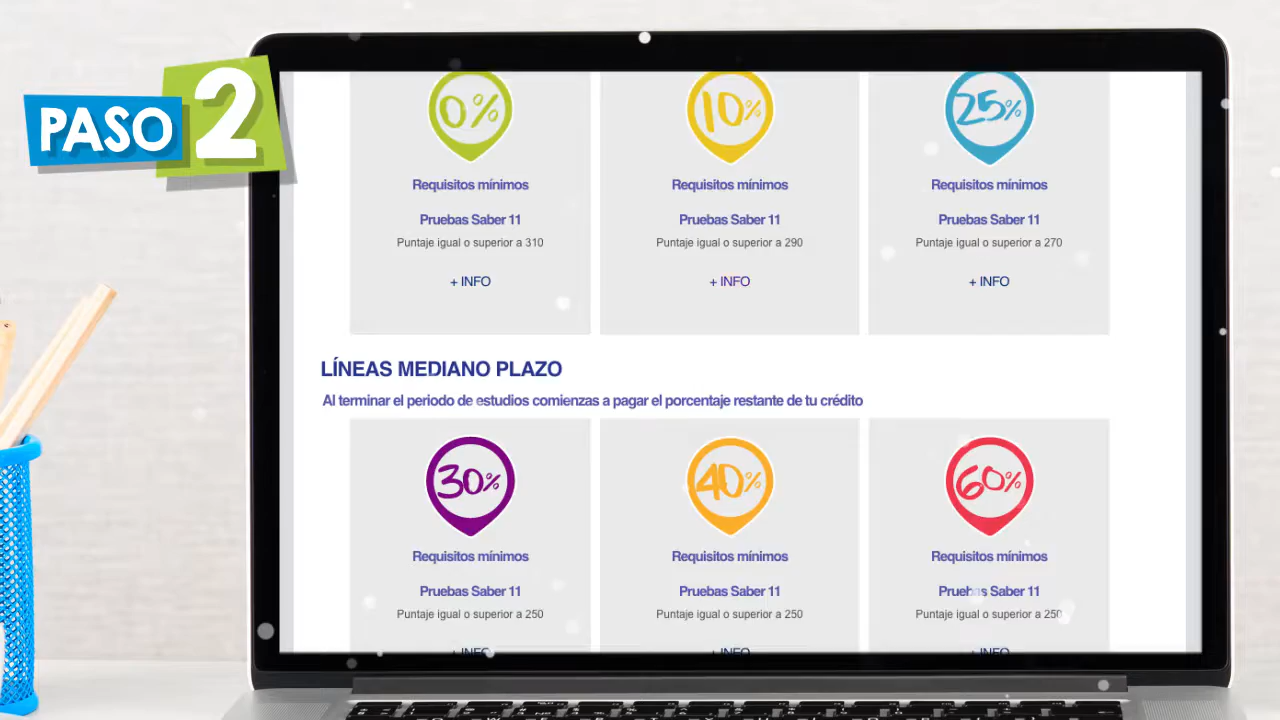 PASO 2
0% 10% 25%
Requisitos mínimos Requisitos mínimos Requisitos mínimos
Pruebas Saber 11 Pruebas Saber 11 Pruebas Saber 11
Puntaje igual o superior a 310 Puntaje igual o superior a 290 Puntaje igual o superior a 270
+ INFO + INFO + INFO
LÍNEAS MEDIANO PLAZO
Al terminar el periodo de estudios comienzas a pagar el porcentaje restante de tu crédito
30% 40% 60%
Requisitos mínimos Requisitos mínimos Requisitos mínimos
Pruebas Saber 11 Pruebas Saber 11 Pruebas Saber 11
Puntaje igual o superior a 250 Puntaje igual o superior a 250 Puntaje igual o superior a 250
+ INFO + INFO + INFO